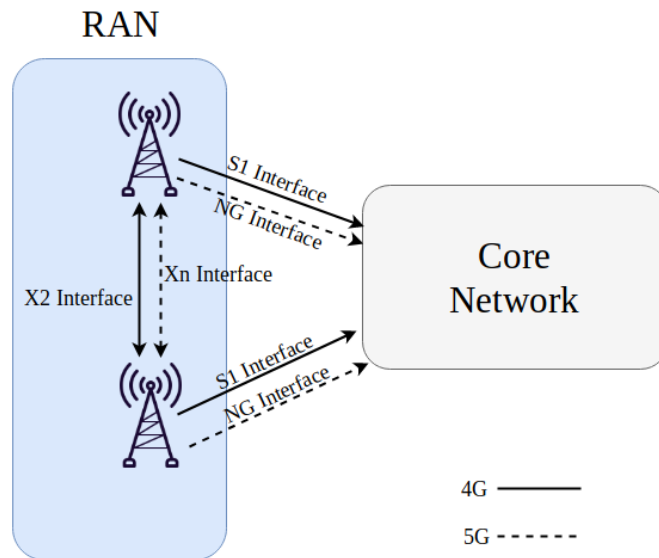 RAN
S1 Interface
NG Interface
Core
Network
Xn Interface
X2 Interface
S1 Interface
NG Interface
4G
5G